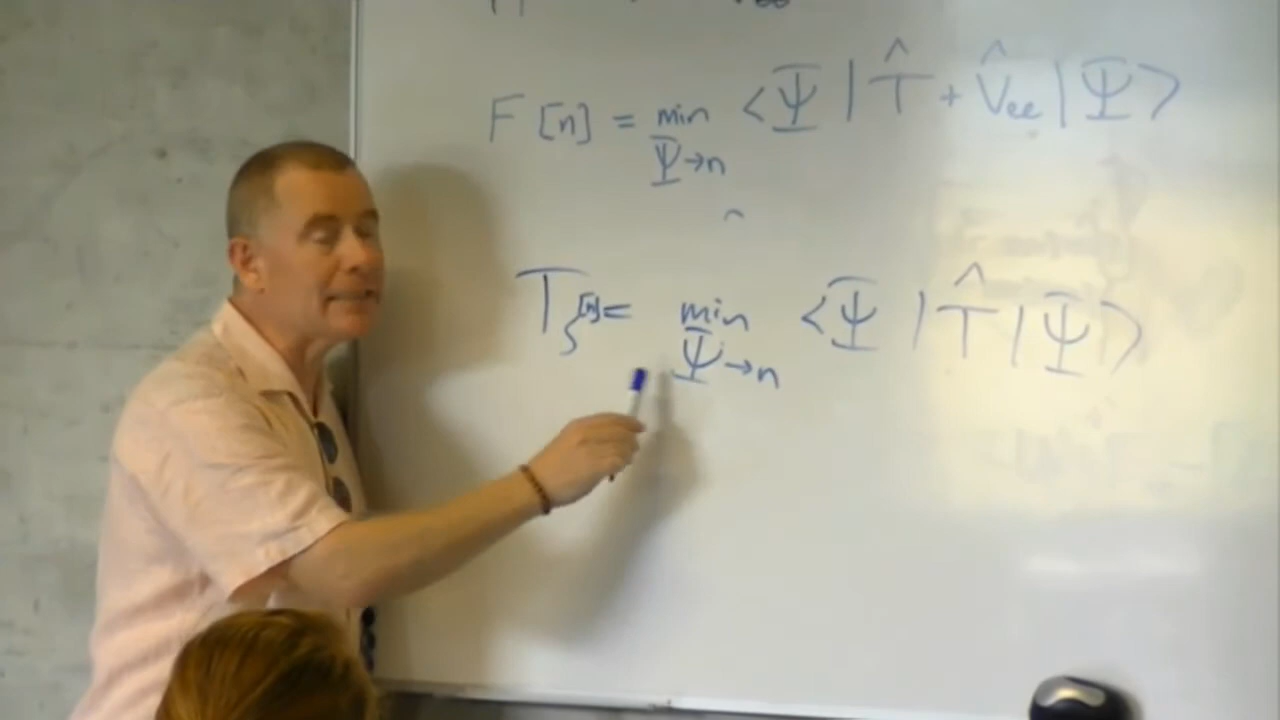 F [n] = min ⟨Ψ | T̂ + V̂ee | Ψ⟩
Ψ→n
Ts[n] = min ⟨Ψ | T̂ | Ψ⟩
Ψ→n